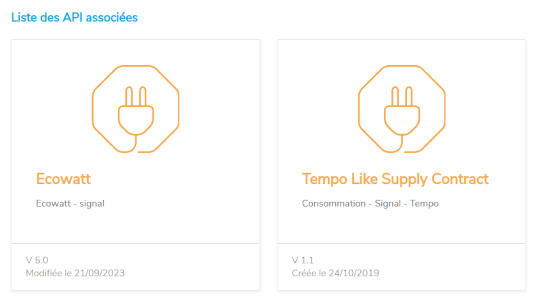 Liste des API associées
Ecowatt
Ecowatt - signal
V 5.0
Modifiée le 21/09/2023
Tempo Like Supply Contract
Consommation - Signal - Tempo
V 1.1
Créée le 24/10/2019